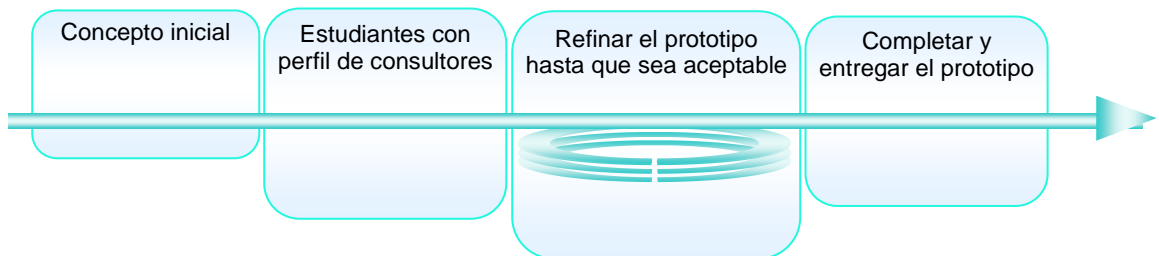 Concepto inicial
Estudiantes con
perfil de consultores
Refinar el prototipo
hasta que sea aceptable
Completar y
entregar el prototipo